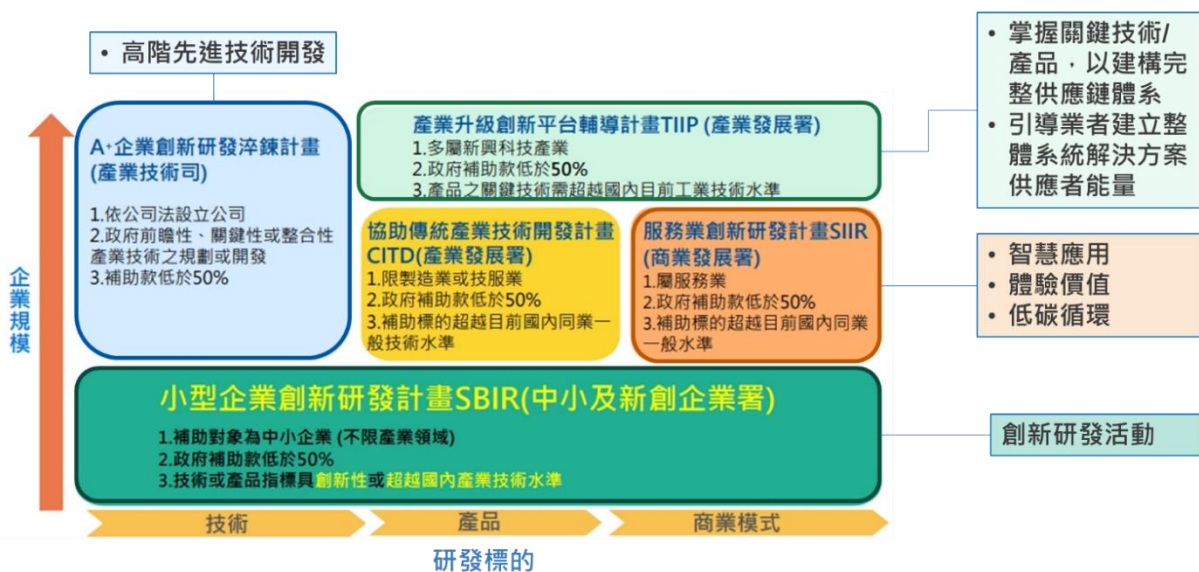 • 高階先進技術開發
• 掌握關鍵技術/
產品，以建構完
整供應鏈體系
• 引導業者建立整
體系統解決方案
供應者能量
A+企業創新研發淬鍊計畫
(產業技術司)
1.依公司法設立公司
2.政府前瞻性、關鍵性或整合性
產業技術之規劃或開發
3.補助款低於50%
產業升級創新平台輔導計畫TIIP (產業發展署)
1.多屬新興科技產業
2.政府補助款低於50%
3.產品之關鍵技術需超越國內目前工業技術水準
協助傳統產業技術開發計畫
CITD(產業發展署)
1.限製造業或技服業
2.政府補助款低於50%
3.補助標的超越目前國內同業一
般技術水準
服務業創新研發計畫SIIR
(商業發展署)
1.屬服務業
2.政府補助款低於50%
3.補助標的超越目前國內同業
一般水準
• 智慧應用
• 體驗價值
• 低碳循環
企業規模
小型企業創新研發計畫SBIR(中小及新創企業署)
1.補助對象為中小企業 (不限產業領域)
2.政府補助款低於50%
3.技術或產品指標具創新性或超越國內產業技術水準
創新研發活動
技術
產品
商業模式
研發標的